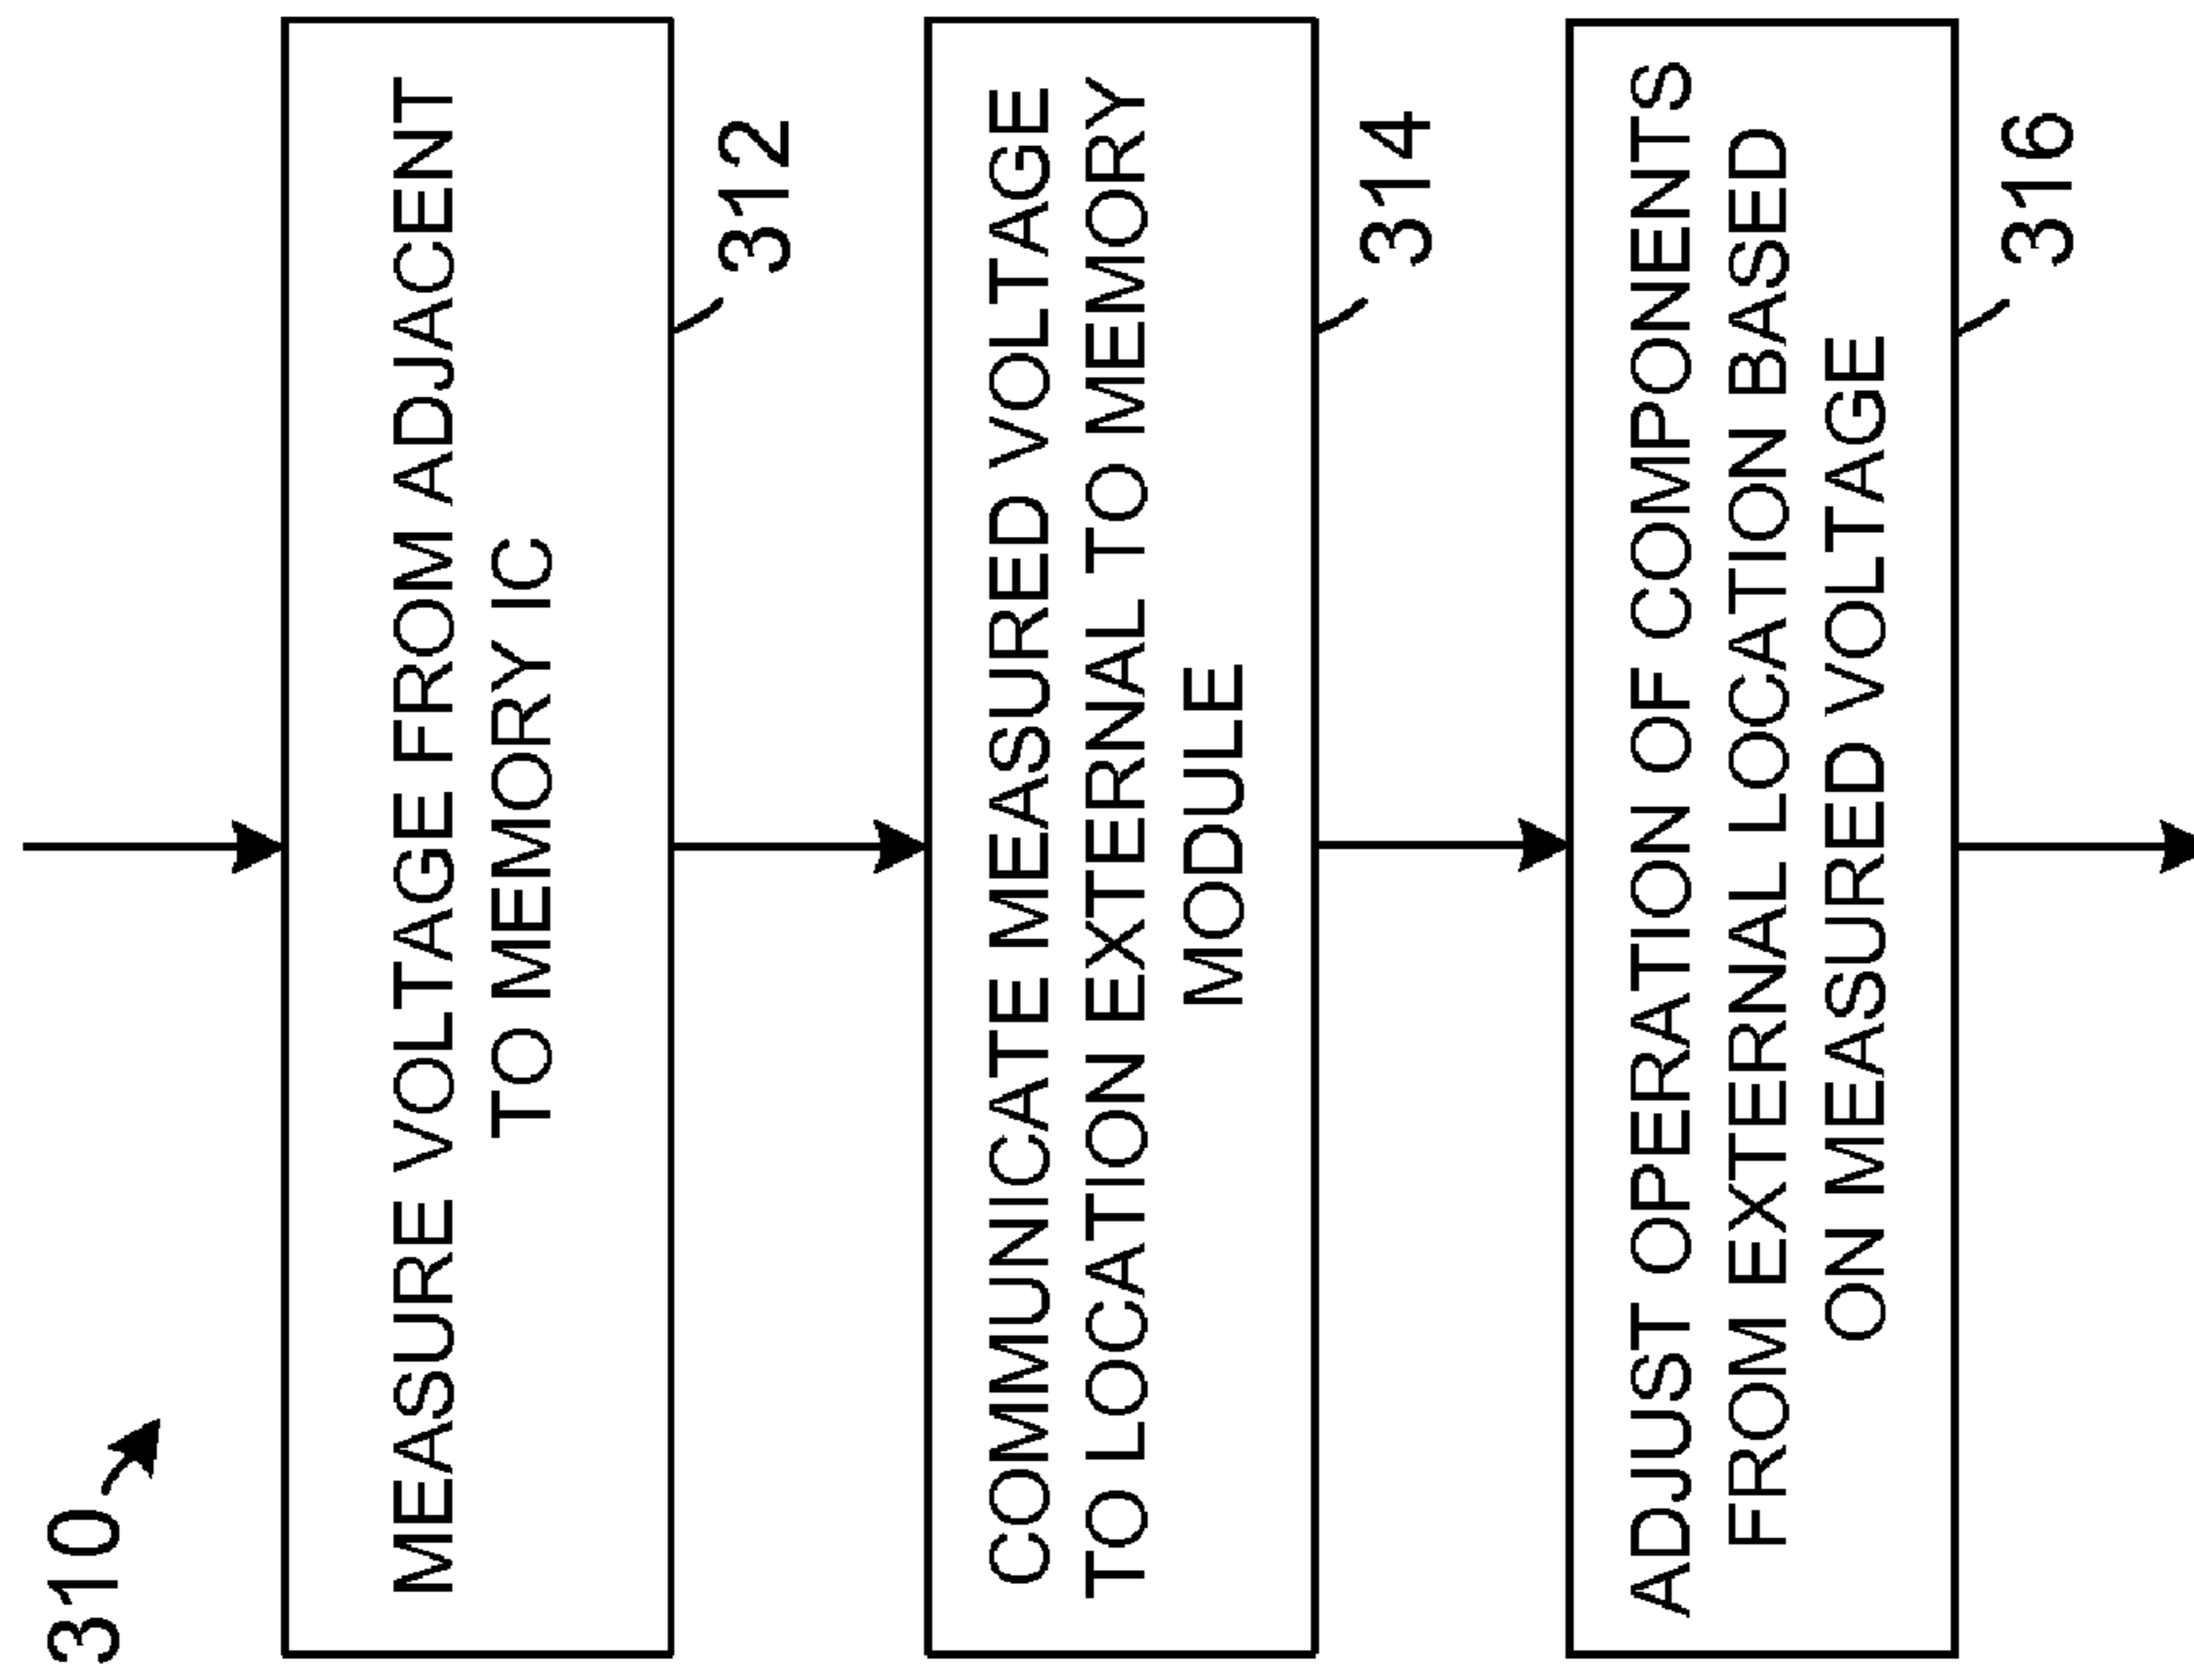 310
MEASURE VOLTAGE FROM ADJACENT
TO MEMORY IC
312
COMMUNICATE MEASURED VOLTAGE
TO LOCATION EXTERNAL TO MEMORY
MODULE
314
ADJUST OPERATION OF COMPONENTS
FROM EXTERNAL LOCATION BASED
ON MEASURED VOLTAGE
316